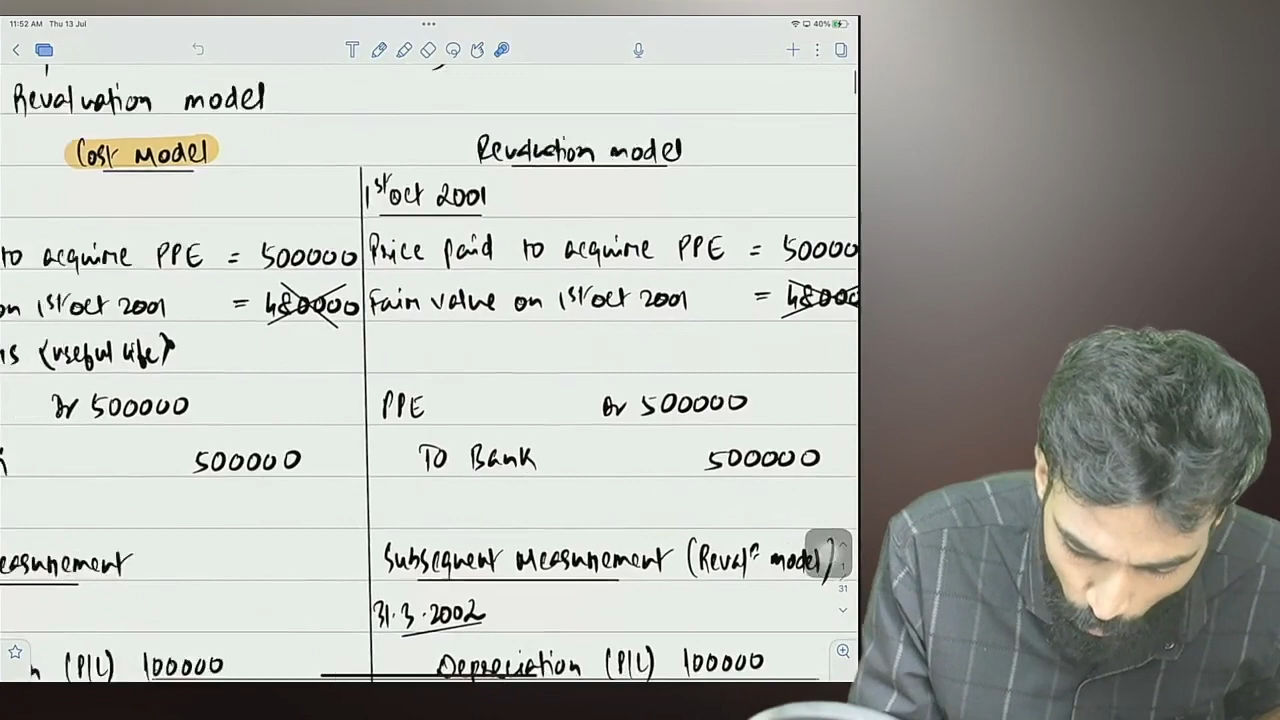 11:52 AM Thu 13 Jul
40%
Revaluation model
Cost Model
Revaluation model
1st Oct 2001
to acquire PPE = 500000
Price paid to acquire PPE = 50000
on 1st Oct 2001 = 480000
Fair value on 1st Oct 2001 = 48000
(useful life)
Dr 500000
PPE Dr 500000
500000
To Bank 500000
easurement
Subsequent Measurement (Revalⁿ model)
31.3.2002
31
n (P/L) 100000
Depreciation (P/L) 100000